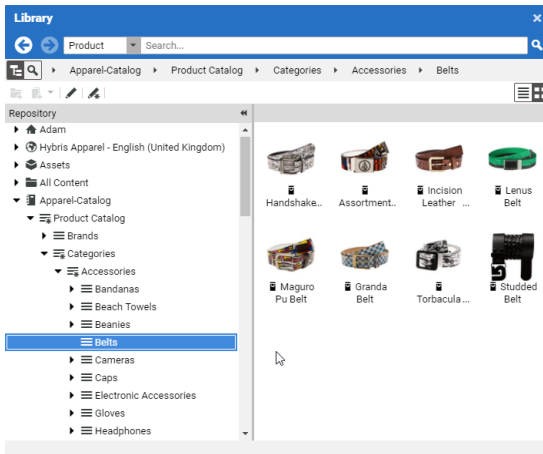 Library
Product
Search...
Apparel-Catalog
Product Catalog
Categories
Accessories
Belts
Repository
Adam
Hybris Apparel - English (United Kingdom)
Assets
All Content
Apparel-Catalog
Product Catalog
Brands
Categories
Accessories
Bandanas
Beach Towels
Beanies
Belts
Cameras
Caps
Electronic Accessories
Gloves
Headphones
Handshake...
Assortment..
Incision
Leather ...
Lenus
Belt
Maguro
Pu Belt
Granda
Belt
Torbacula ...
Studded
Belt